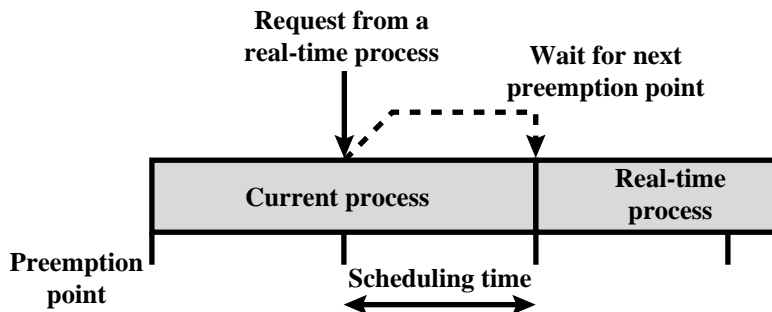 Request from a
real-time process
Wait for next
preemption point
Current process
Real-time
process
Preemption
point
Scheduling time